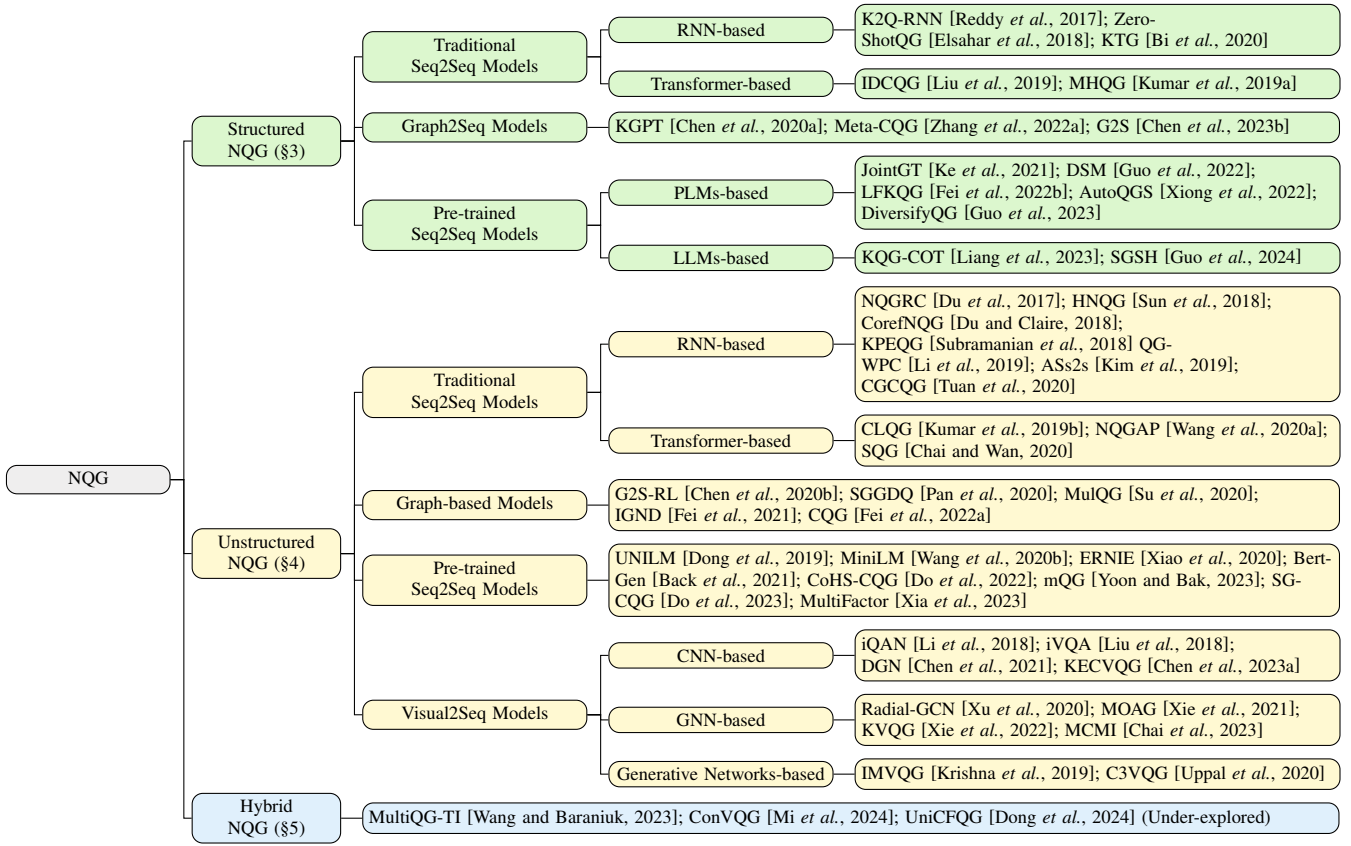 NQG
Structured
NQG (§3)
Traditional
Seq2Seq Models
RNN-based
K2Q-RNN [Reddy et al., 2017]; Zero-
ShotQG [Elsahar et al., 2018]; KTG [Bi et al., 2020]
Transformer-based
IDCQG [Liu et al., 2019]; MHQG [Kumar et al., 2019a]
Graph2Seq Models
KGPT [Chen et al., 2020a]; Meta-CQG [Zhang et al., 2022a]; G2S [Chen et al., 2023b]
Pre-trained
Seq2Seq Models
PLMs-based
JointGT [Ke et al., 2021]; DSM [Guo et al., 2022];
LFKQG [Fei et al., 2022b]; AutoQGS [Xiong et al., 2022];
DiversifyQG [Guo et al., 2023]
LLMs-based
KQG-COT [Liang et al., 2023]; SGSH [Guo et al., 2024]
Unstructured
NQG (§4)
Traditional
Seq2Seq Models
RNN-based
NQGRC [Du et al., 2017]; HNQG [Sun et al., 2018];
CorefNQG [Du and Claire, 2018];
KPEQG [Subramanian et al., 2018] QG-
WPC [Li et al., 2019]; ASs2s [Kim et al., 2019];
CGCQG [Tuan et al., 2020]
Transformer-based
CLQG [Kumar et al., 2019b]; NQGAP [Wang et al., 2020a];
SQG [Chai and Wan, 2020]
Graph-based Models
G2S-RL [Chen et al., 2020b]; SGGDQ [Pan et al., 2020]; MulQG [Su et al., 2020];
IGND [Fei et al., 2021]; CQG [Fei et al., 2022a]
Pre-trained
Seq2Seq Models
UNILM [Dong et al., 2019]; MiniLM [Wang et al., 2020b]; ERNIE [Xiao et al., 2020]; Bert-
Gen [Back et al., 2021]; CoHS-CQG [Do et al., 2022]; mQG [Yoon and Bak, 2023]; SG-
CQG [Do et al., 2023]; MultiFactor [Xia et al., 2023]
Visual2Seq Models
CNN-based
iQAN [Li et al., 2018]; iVQA [Liu et al., 2018];
DGN [Chen et al., 2021]; KECVQG [Chen et al., 2023a]
GNN-based
Radial-GCN [Xu et al., 2020]; MOAG [Xie et al., 2021];
KVQG [Xie et al., 2022]; MCMI [Chai et al., 2023]
Generative Networks-based
IMVQG [Krishna et al., 2019]; C3VQG [Uppal et al., 2020]
Hybrid
NQG (§5)
MultiQG-TI [Wang and Baraniuk, 2023]; ConVQG [Mi et al., 2024]; UniCFQG [Dong et al., 2024] (Under-explored)